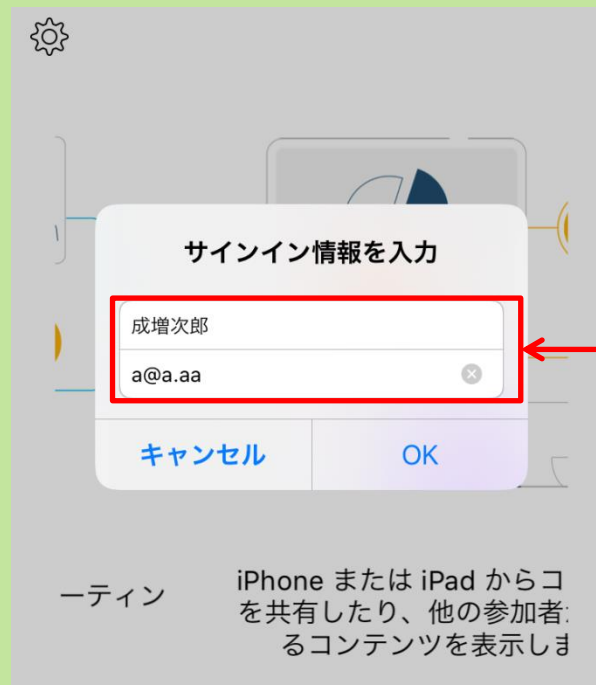 サインイン情報を入力
成増次郎
a@a.aa
キャンセル
OK
ーティン
iPhone または iPad からコ
を共有したり、他の参加者
るコンテンツを表示しま